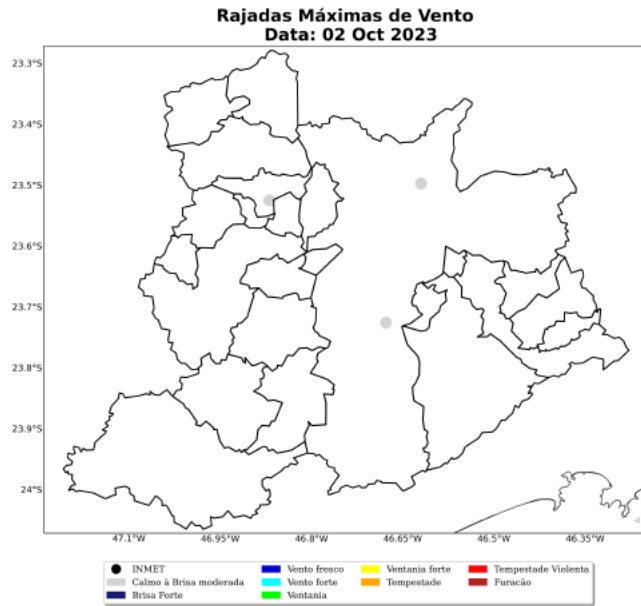 Rajadas Máximas de Vento
Data: 02 Oct 2023
23.3°S
23.4°S
23.5°S
23.6°S
23.7°S
23.8°S
23.9°S
24°S
47.1°W
46.95°W
46.8°W
46.65°W
46.5°W
46.35°W
INMET
Calmo à Brisa moderada
Brisa Forte
Vento fresco
Vento forte
Ventania
Ventania forte
Tempestade
Tempestade Violenta
Furacão